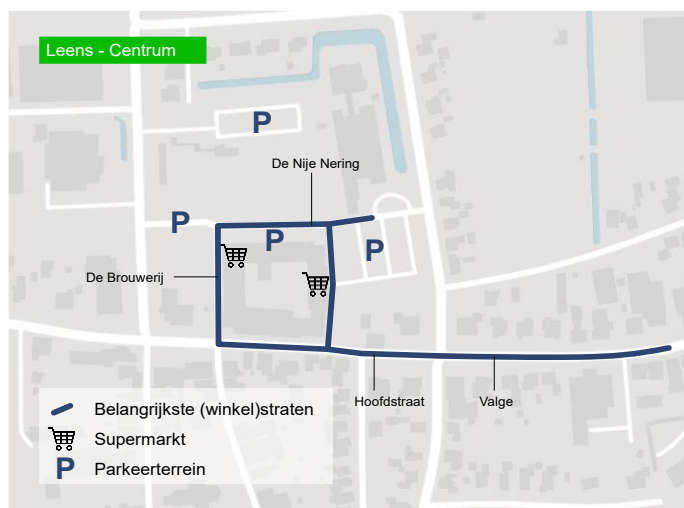 Leens - Centrum
P
De Nije Nering
P
P
P
De Brouwerij
Hoofdstraat
Valge
Belangrijkste (winkel)straten
Supermarkt
P Parkeerterrein